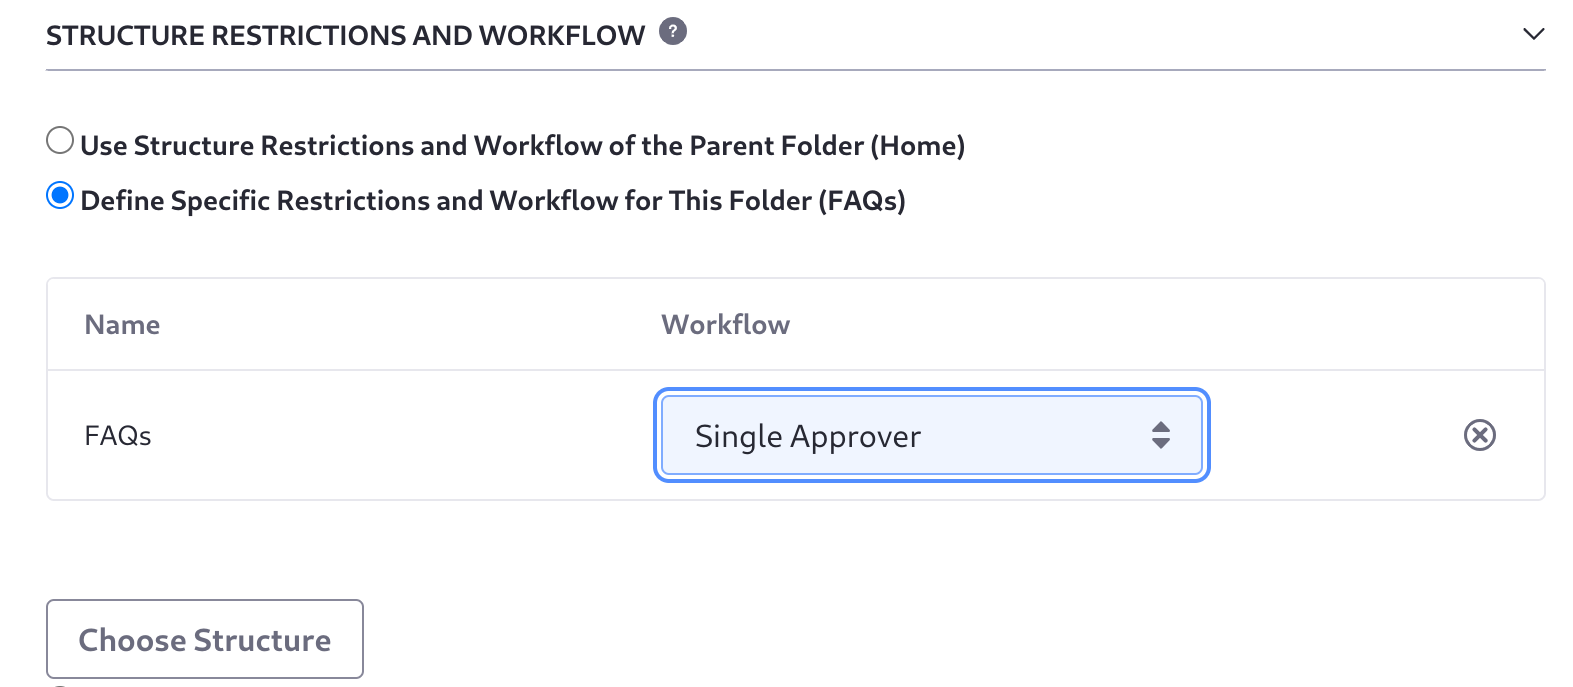 STRUCTURE RESTRICTIONS AND WORKFLOW ?
Use Structure Restrictions and Workflow of the Parent Folder (Home)
Define Specific Restrictions and Workflow for This Folder (FAQs)
Name Workflow
FAQs Single Approver
Choose Structure